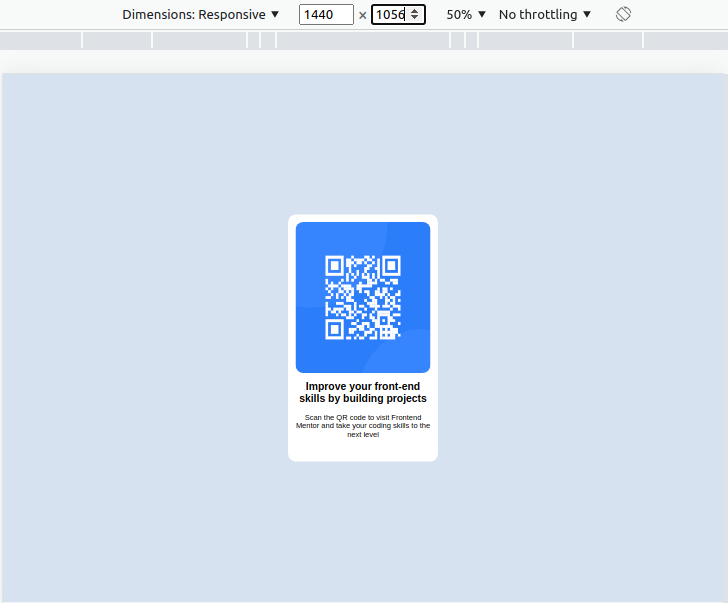 Dimensions: Responsive ▼ 1440 × 1056 50% ▼ No throttling ▼
Improve your front-end
skills by building projects
Scan the QR code to visit Frontend
Mentor and take your coding skills to the
next level